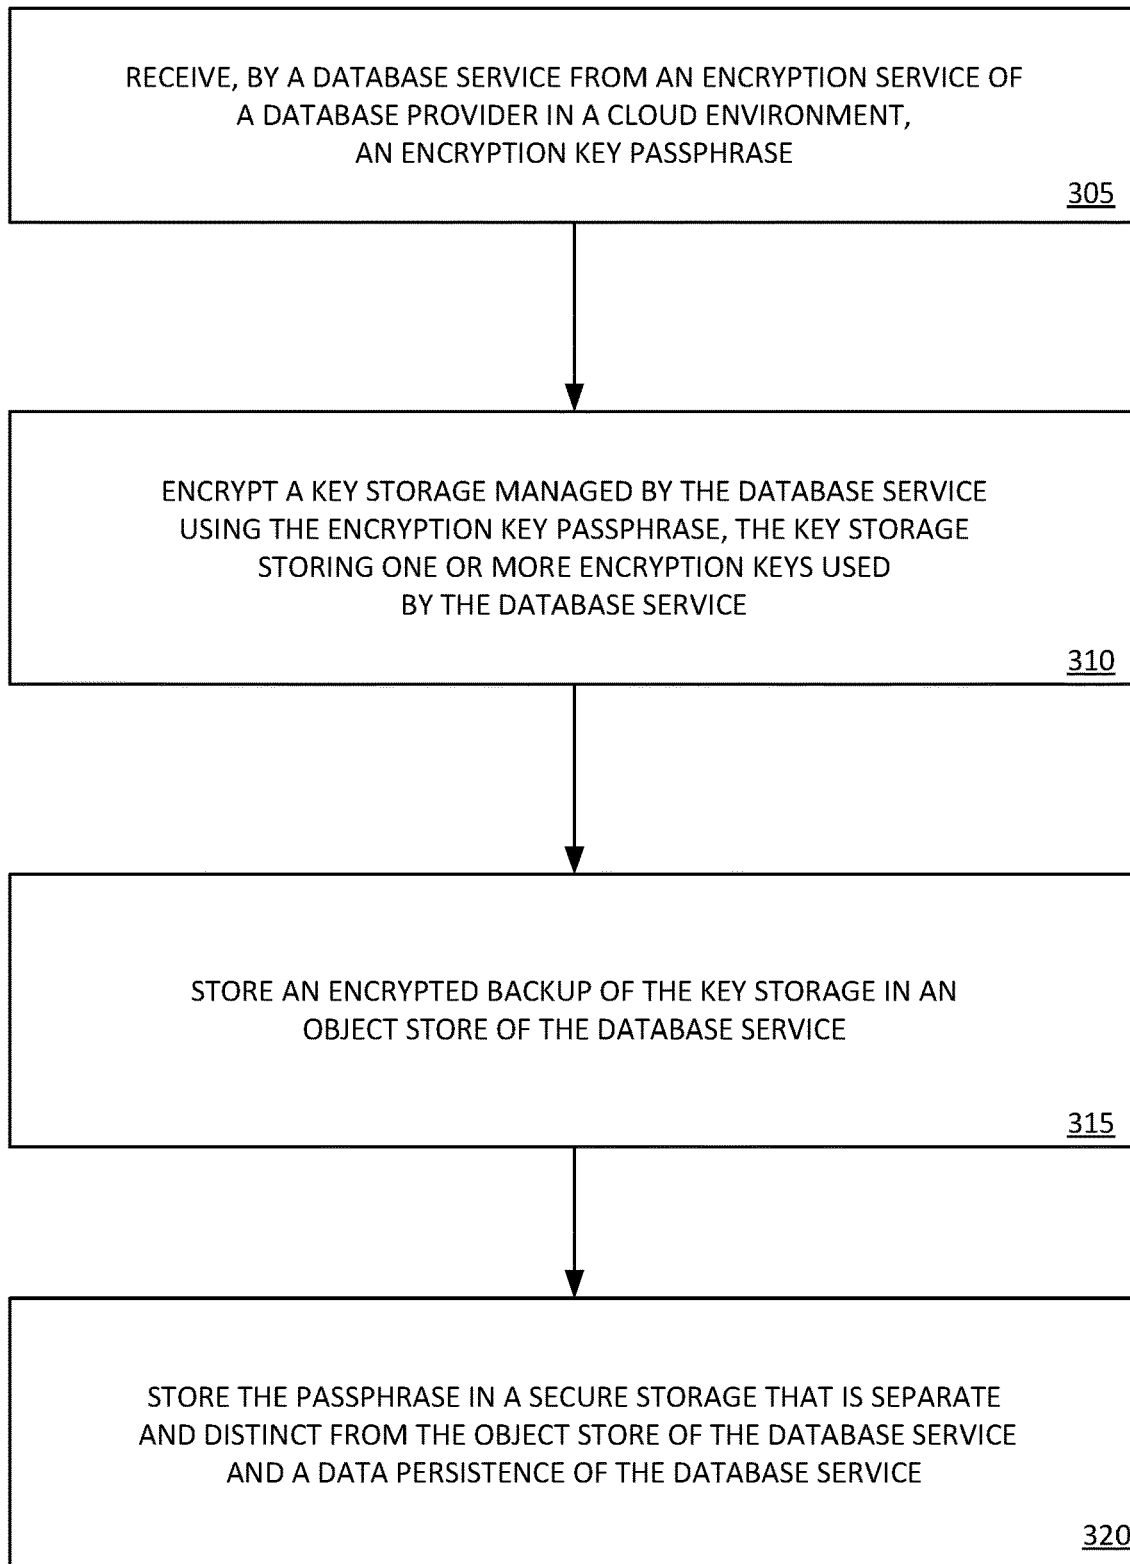 RECEIVE, BY A DATABASE SERVICE FROM AN ENCRYPTION SERVICE OF
A DATABASE PROVIDER IN A CLOUD ENVIRONMENT,
AN ENCRYPTION KEY PASSPHRASE
305
ENCRYPT A KEY STORAGE MANAGED BY THE DATABASE SERVICE
USING THE ENCRYPTION KEY PASSPHRASE, THE KEY STORAGE
STORING ONE OR MORE ENCRYPTION KEYS USED
BY THE DATABASE SERVICE
310
STORE AN ENCRYPTED BACKUP OF THE KEY STORAGE IN AN
OBJECT STORE OF THE DATABASE SERVICE
315
STORE THE PASSPHRASE IN A SECURE STORAGE THAT IS SEPARATE
AND DISTINCT FROM THE OBJECT STORE OF THE DATABASE SERVICE
AND A DATA PERSISTENCE OF THE DATABASE SERVICE
320